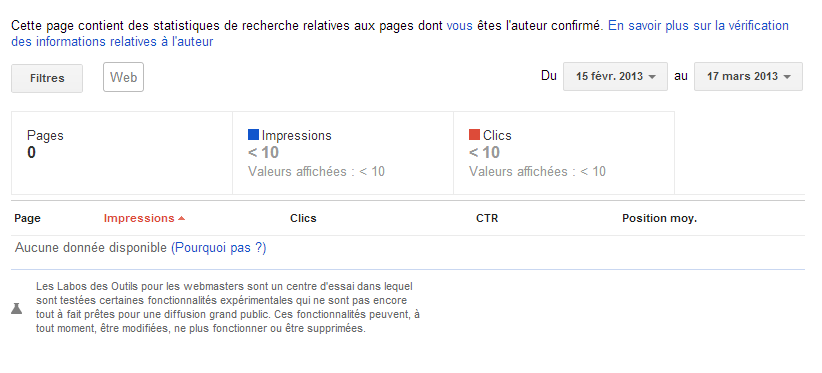 Cette page contient des statistiques de recherche relatives aux pages dont vous êtes l'auteur confirmé. En savoir plus sur la vérification
des informations relatives à l'auteur
Filtres Web Du 15 févr. 2013 au 17 mars 2013
Pages Impressions Clics
0 < 10 < 10
Valeurs affichées : < 10 Valeurs affichées : < 10
Page Impressions Clics CTR Position moy.
Aucune donnée disponible (Pourquoi pas ?)
Les Labos des Outils pour les webmasters sont un centre d'essai dans lequel
sont testées certaines fonctionnalités expérimentales qui ne sont pas encore
tout à fait prêtes pour une diffusion grand public. Ces fonctionnalités peuvent, à
tout moment, être modifiées, ne plus fonctionner ou être supprimées.